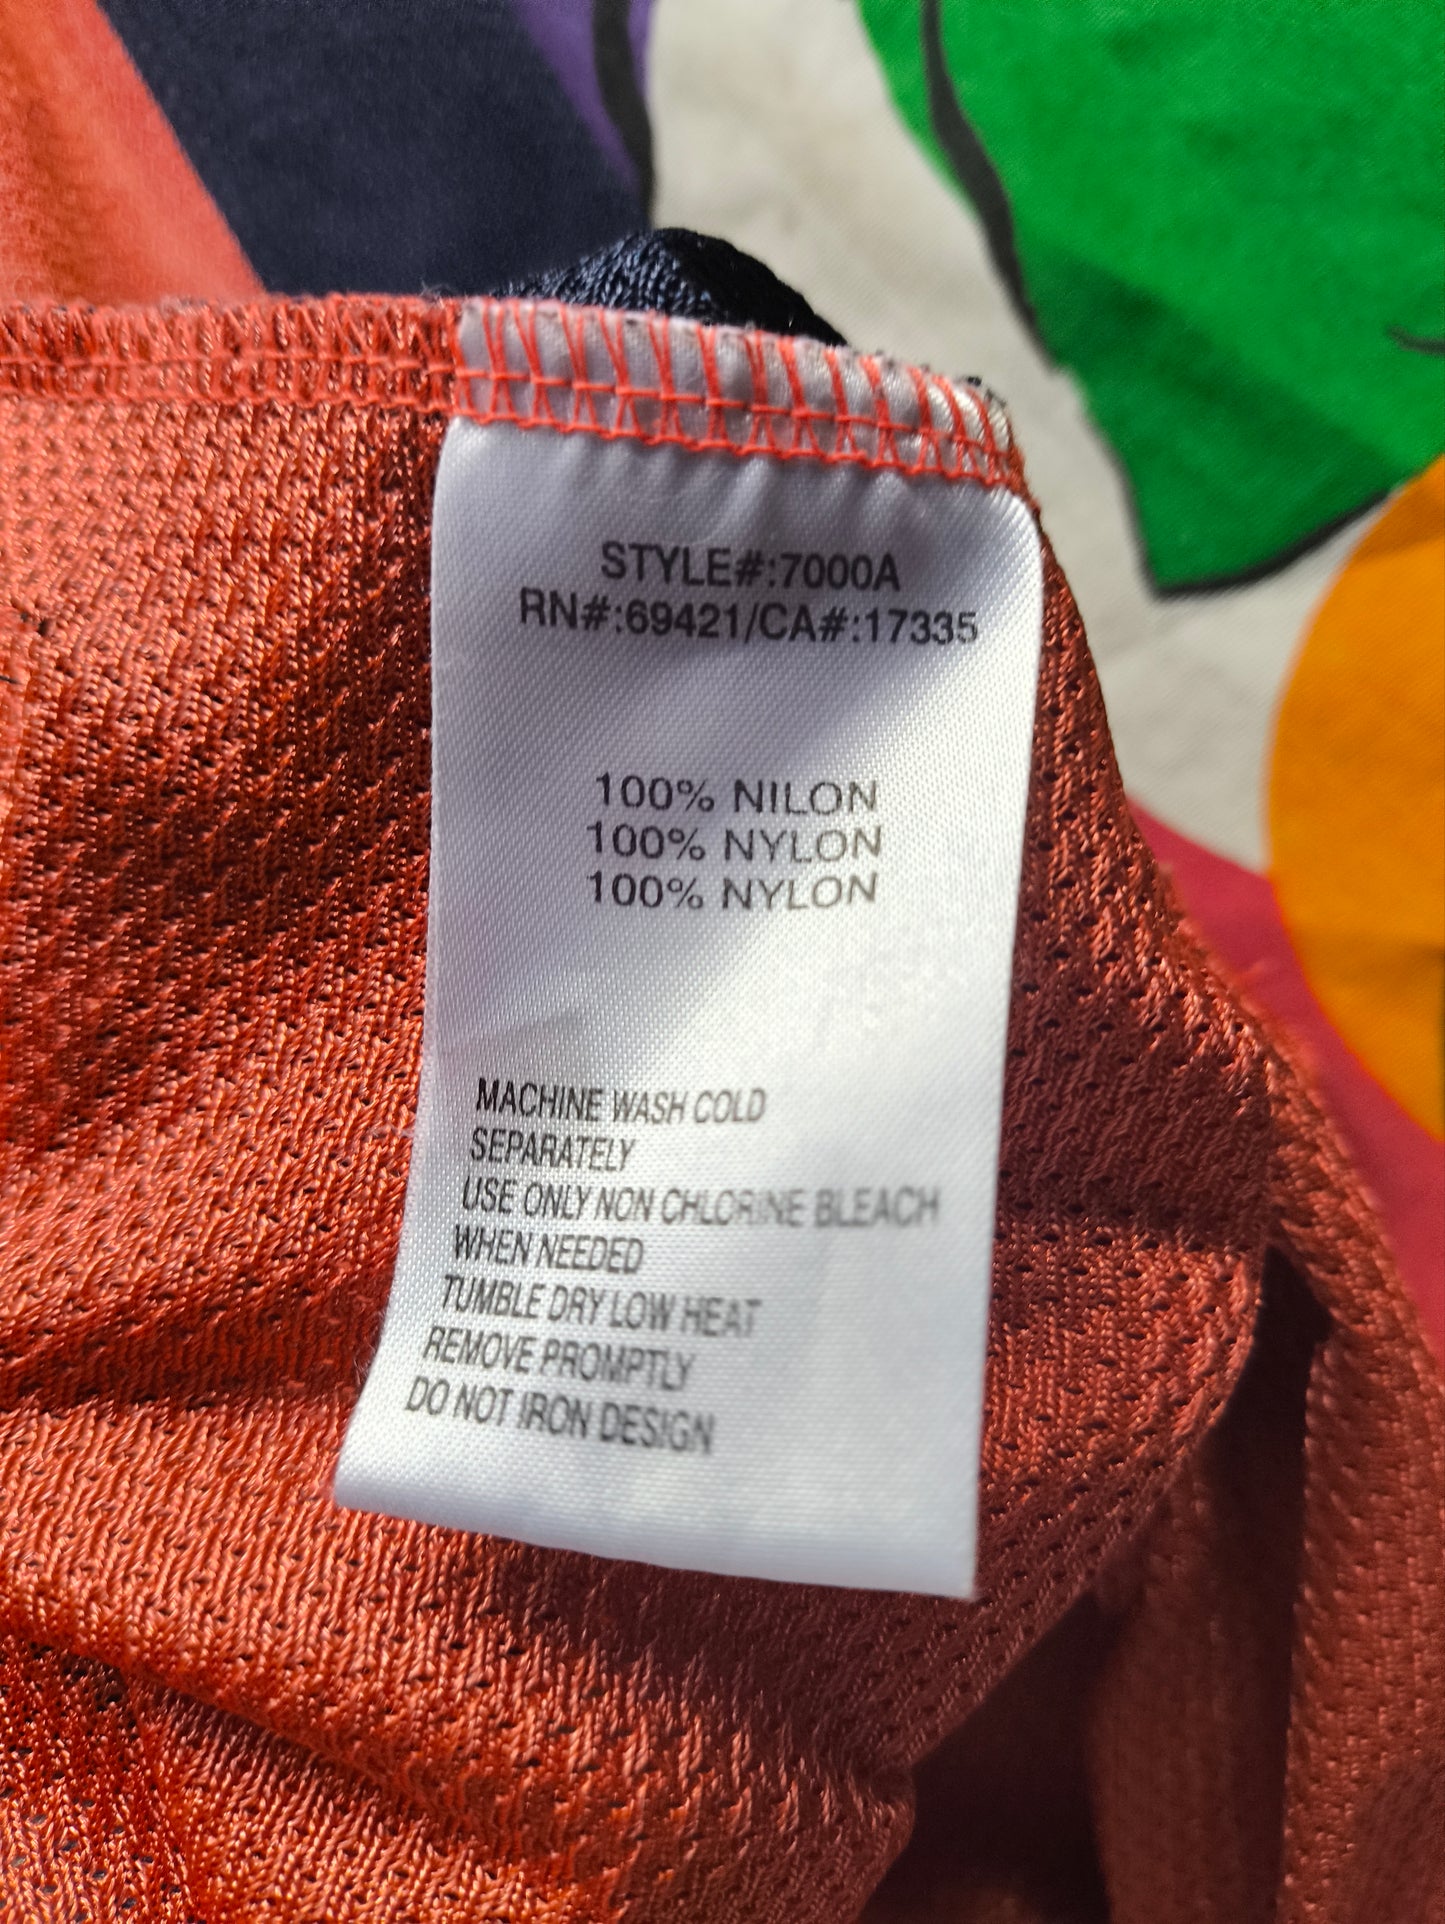 STYLE#:7000A
RN#:69421/CA#:17335
100% NILON
100% NYLON
100% NYLON
MACHINE WASH COLD
SEPARATELY
USE ONLY NON CHLORINE BLEACH
WHEN NEEDED
TUMBLE DRY LOW HEAT
REMOVE PROMPTLY
DO NOT IRON DESIGN